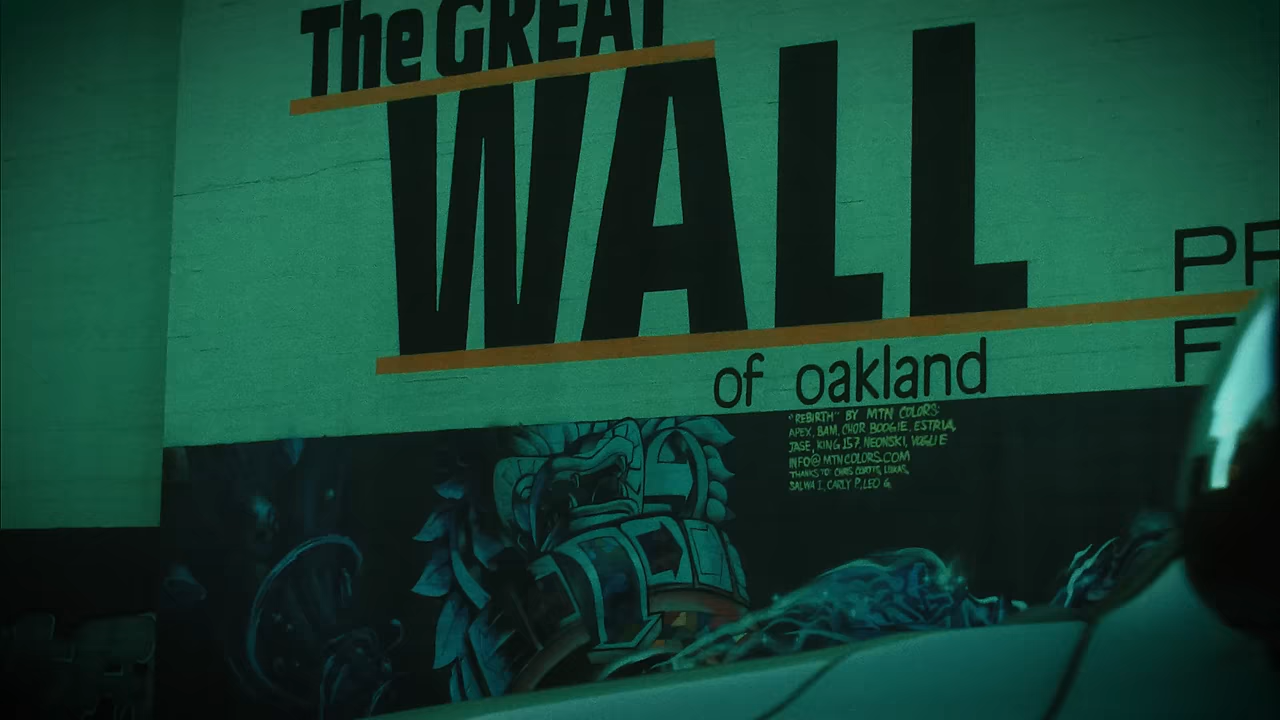 The GREAT
WALL
of oakland
PR
F
"REBIRTH" BY MTN COLORS
APEX, BAM, CHOR BOOGIE, ESTRIA,
JASE, KING 157, NEONSKI, VOGUE
INFO@MTNCOLORS.COM
THANKS TO: CHRIS CURTIS, LUKAS,
SALWA I, CARLY P, LEO G.